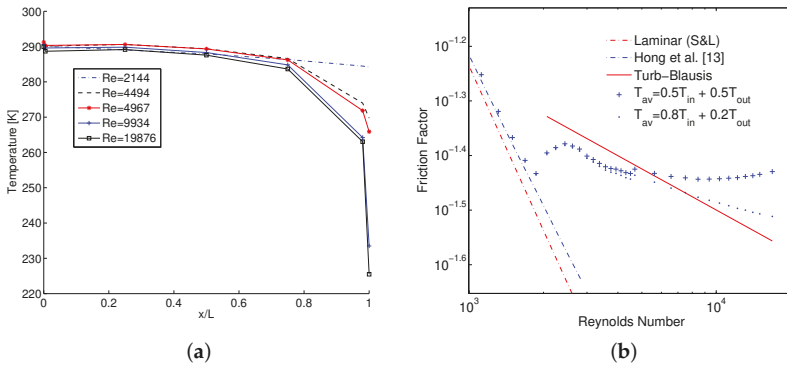 300
290
280
270
260
250
240
230
220
Temperature [K]
0
0.2
0.4
0.6
0.8
1
x/L
Re=2144
Re=4494
Re=4967
Re=9934
Re=19876
(a)
10^-1.2
10^-1.3
10^-1.4
10^-1.5
10^-1.6
Friction Factor
10^3
10^4
Reynolds Number
Laminar (S&L)
Hong et al. [13]
Turb-Blausis
T_av=0.5T_in + 0.5T_out
T_av=0.8T_in + 0.2T_out
(b)